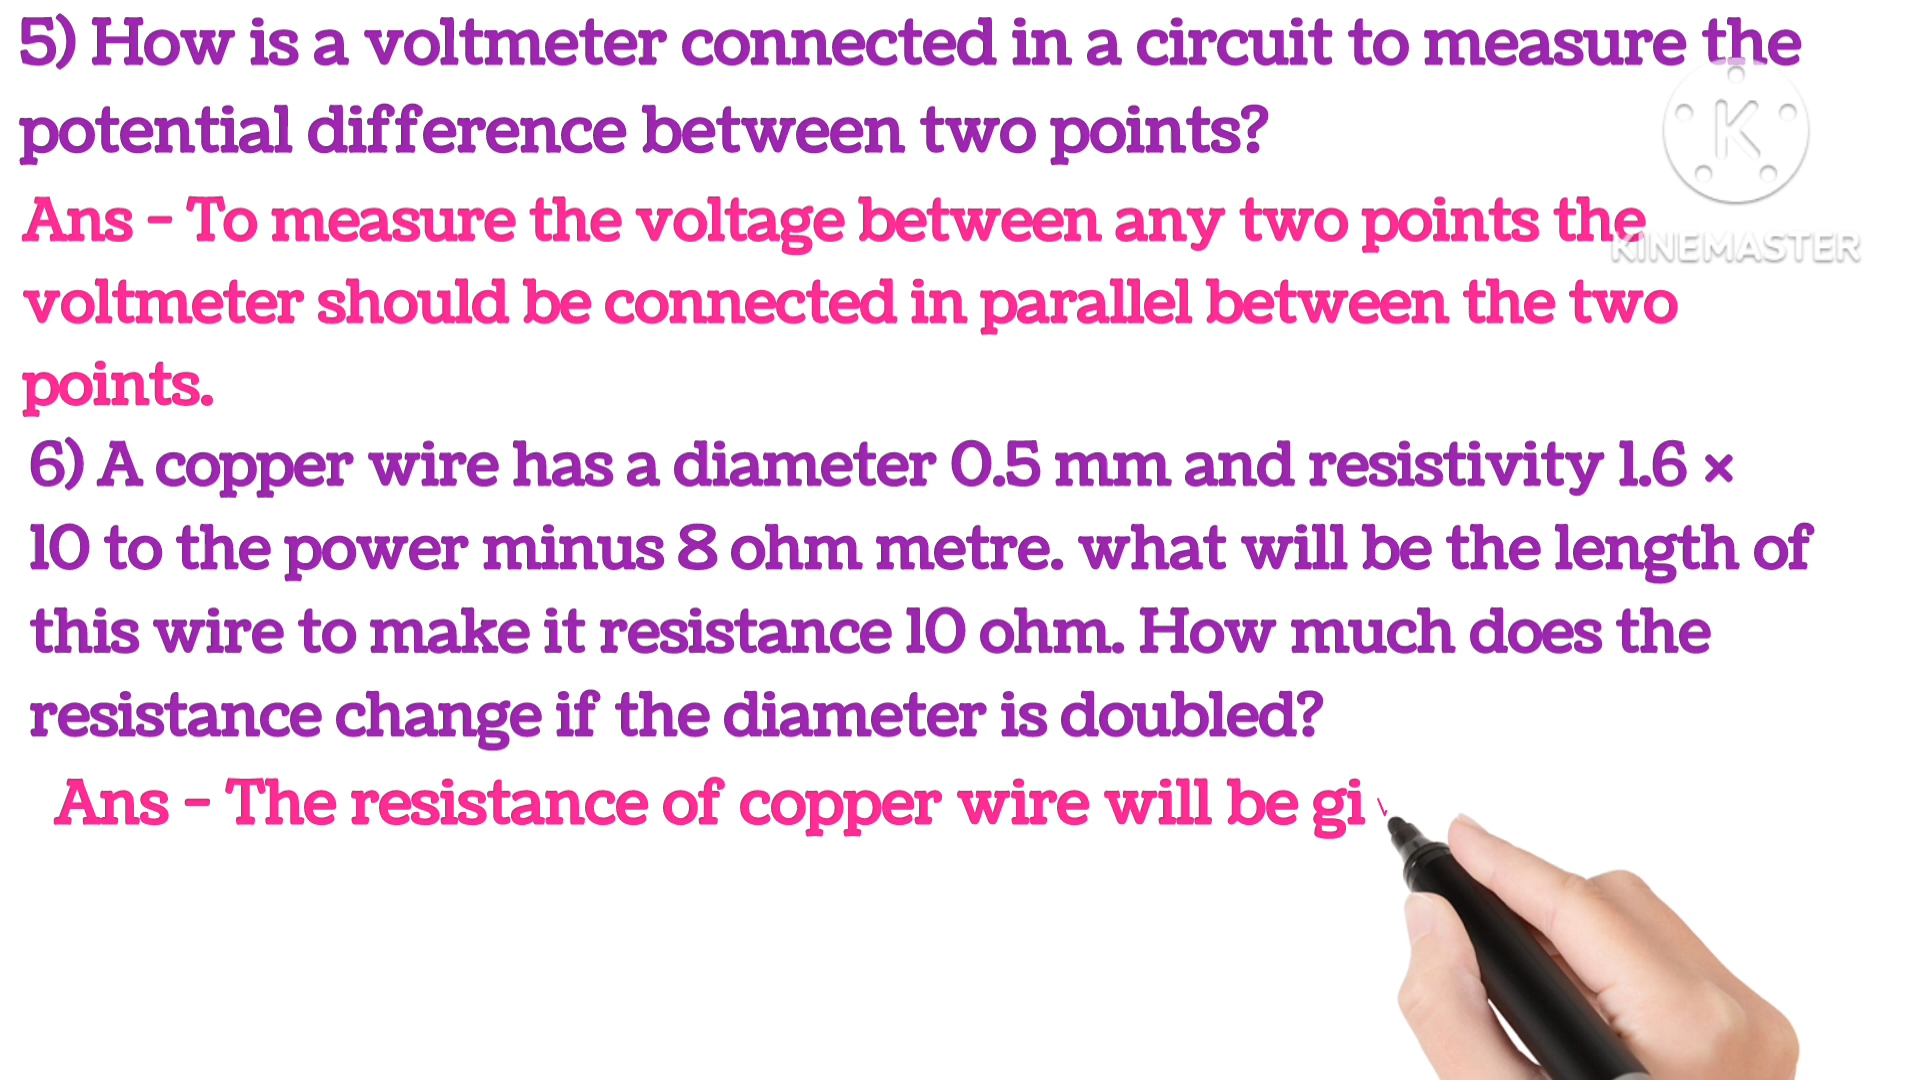 5) How is a voltmeter connected in a circuit to measure the
potential difference between two points?
K
Ans - To measure the voltage between any two points the
KINEMASTER
voltmeter should be connected in parallel between the two
points.
6) A copper wire has a diameter 0.5 mm and resistivity 1.6 ×
10 to the power minus 8 ohm metre. what will be the length of
this wire to make it resistance 10 ohm. How much does the
resistance change if the diameter is doubled?
Ans - The resistance of copper wire will be gi